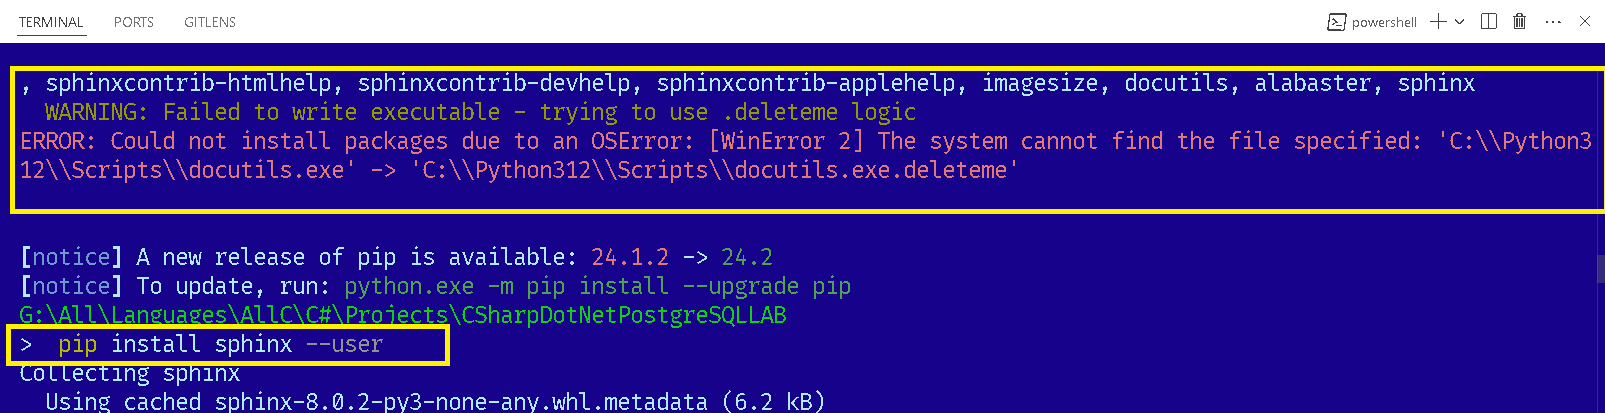 TERMINAL PORTS GITLENS powershell
, sphinxcontrib-htmlhelp, sphinxcontrib-devhelp, sphinxcontrib-applehelp, imagesize, docutils, alabaster, sphinx
WARNING: Failed to write executable - trying to use .deleteme logic
ERROR: Could not install packages due to an OSError: [WinError 2] The system cannot find the file specified: 'C:\\Python3
12\\Scripts\\docutils.exe' -> 'C:\\Python312\\Scripts\\docutils.exe.deleteme'
[notice] A new release of pip is available: 24.1.2 -> 24.2
[notice] To update, run: python.exe -m pip install --upgrade pip
G:\All\Languages\AllC\C#\Projects\CSharpDotNetPostgreSQLLAB
> pip install sphinx --user
Collecting sphinx
Using cached sphinx-8.0.2-py3-none-any.whl.metadata (6.2 kB)